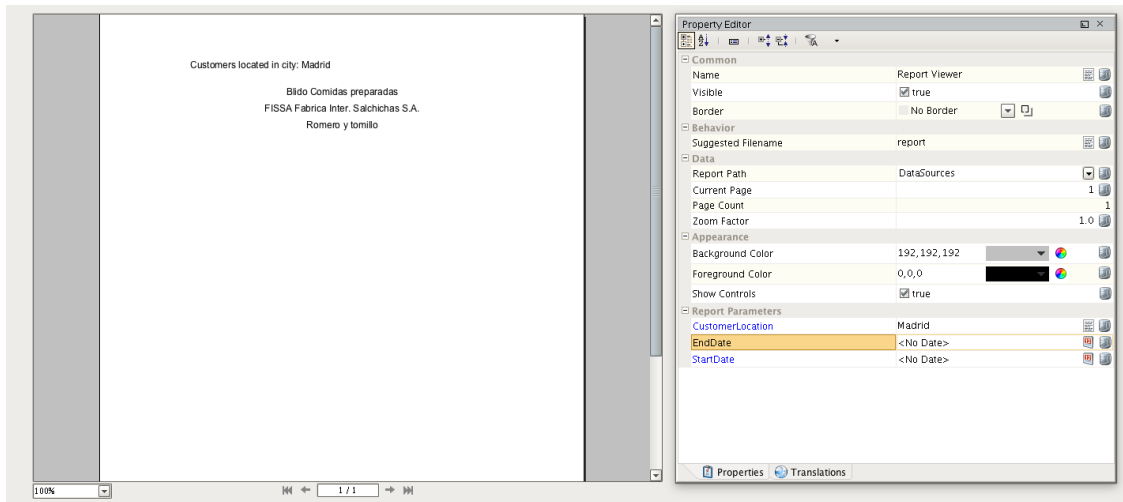 Customers located in city: Madrid
Blido Comidas preparadas
FISSA Fabrica Inter. Salchichas S.A.
Romero y tomillo
100%
1 / 1
Property Editor
Common
Name Report Viewer
Visible true
Border No Border
Behavior
Suggested Filename report
Data
Report Path DataSources
Current Page 1
Page Count 1
Zoom Factor 1.0
Appearance
Background Color 192,192,192
Foreground Color 0,0,0
Show Controls true
Report Parameters
CustomerLocation Madrid
EndDate <No Date>
StartDate <No Date>
Properties Translations